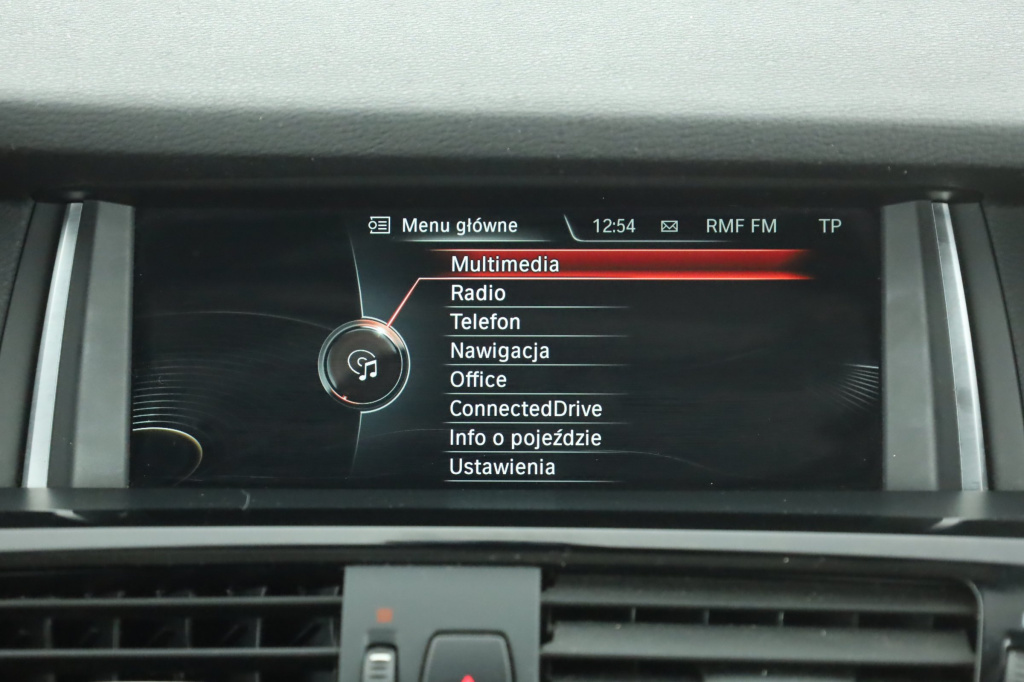 Menu główne 12:54 RMF FM TP
Multimedia
Radio
Telefon
Nawigacja
Office
ConnectedDrive
Info o pojeździe
Ustawienia